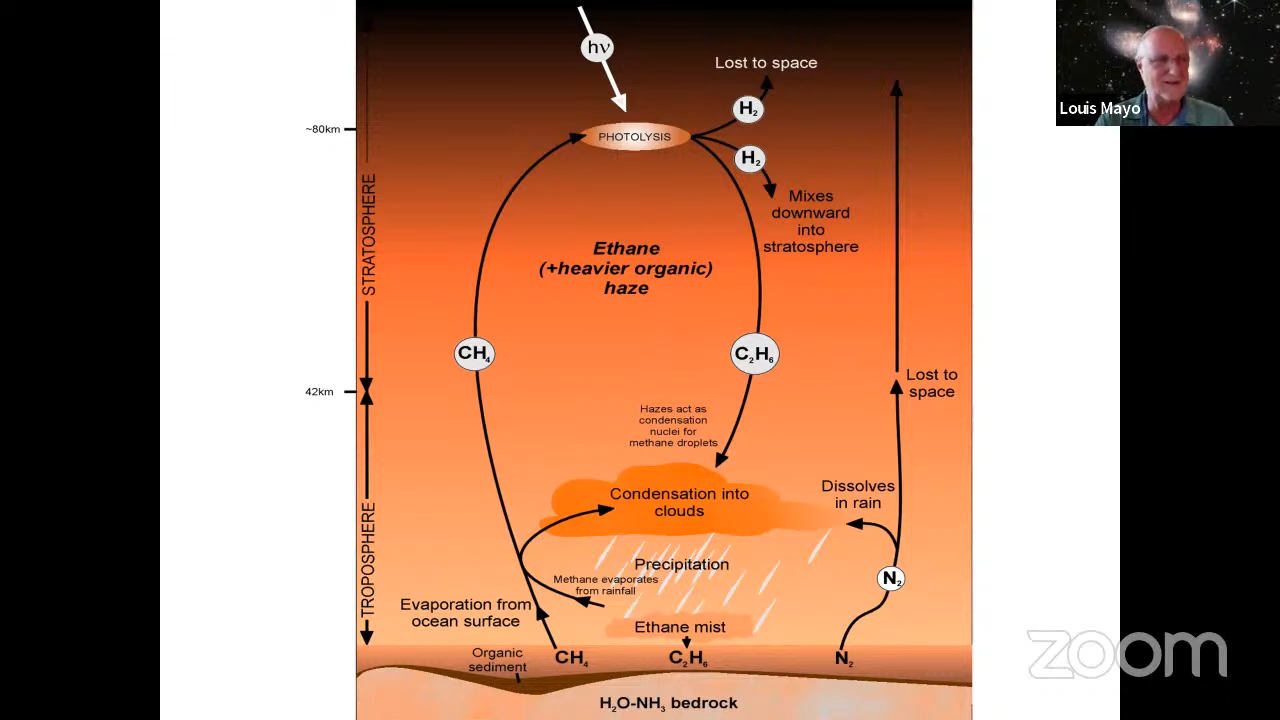 hν
Lost to space
H₂
Louis Mayo
~80km
PHOTOLYSIS
H₂
Mixes
downward
into
stratosphere
STRATOSPHERE
Ethane
(+heavier organic)
haze
CH₄
C₂H₆
42km
Lost to
space
Hazes act as
condensation
nuclei for
methane droplets
Condensation into
clouds
Dissolves
in rain
TROPOSPHERE
Precipitation
Methane evaporates
from rainfall
N₂
Evaporation from
ocean surface
Ethane mist
zoom
Organic
sediment
CH₄
C₂H₆
N₂
H₂O-NH₃ bedrock